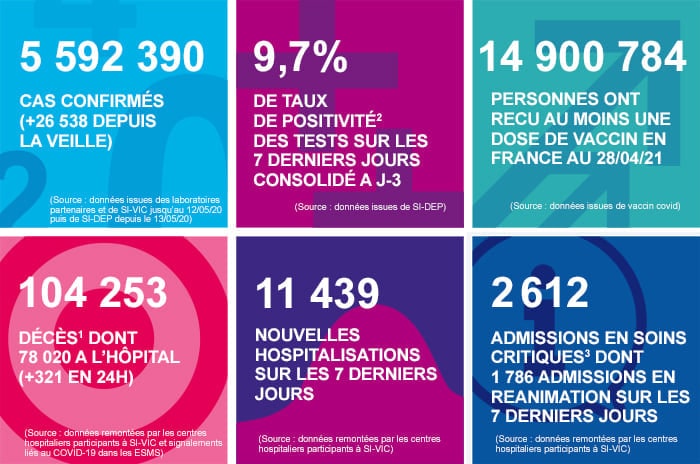 5 592 390
CAS CONFIRMÉS
(+26 538 DEPUIS
LA VEILLE)
(Source : données issues des laboratoires
partenaires et de SI-VIC jusqu'au 12/05/20
puis de SI-DEP depuis le 13/05/20)
9,7%
DE TAUX
DE POSITIVITÉ²
DES TESTS SUR LES
7 DERNIERS JOURS
CONSOLIDÉ A J-3
(Source : données issues de SI-DEP)
14 900 784
PERSONNES ONT
RECU AU MOINS UNE
DOSE DE VACCIN EN
FRANCE AU 28/04/21
(Source : données issues de vaccin covid)
104 253
DÉCÈS¹ DONT
78 020 A L'HÔPITAL
(+321 EN 24H)
(Source : données remontées par les centres
hospitaliers participants à SI-VIC et signalements
liés au COVID-19 dans les ESMS)
11 439
NOUVELLES
HOSPITALISATIONS
SUR LES 7 DERNIERS
JOURS
(Source : données remontées par les centres
hospitaliers participants à SI-VIC)
2 612
ADMISSIONS EN SOINS
CRITIQUES³ DONT
1 786 ADMISSIONS EN
REANIMATION SUR LES
7 DERNIERS JOURS
(Source : données remontées par les centres
hospitaliers participants à SI-VIC)